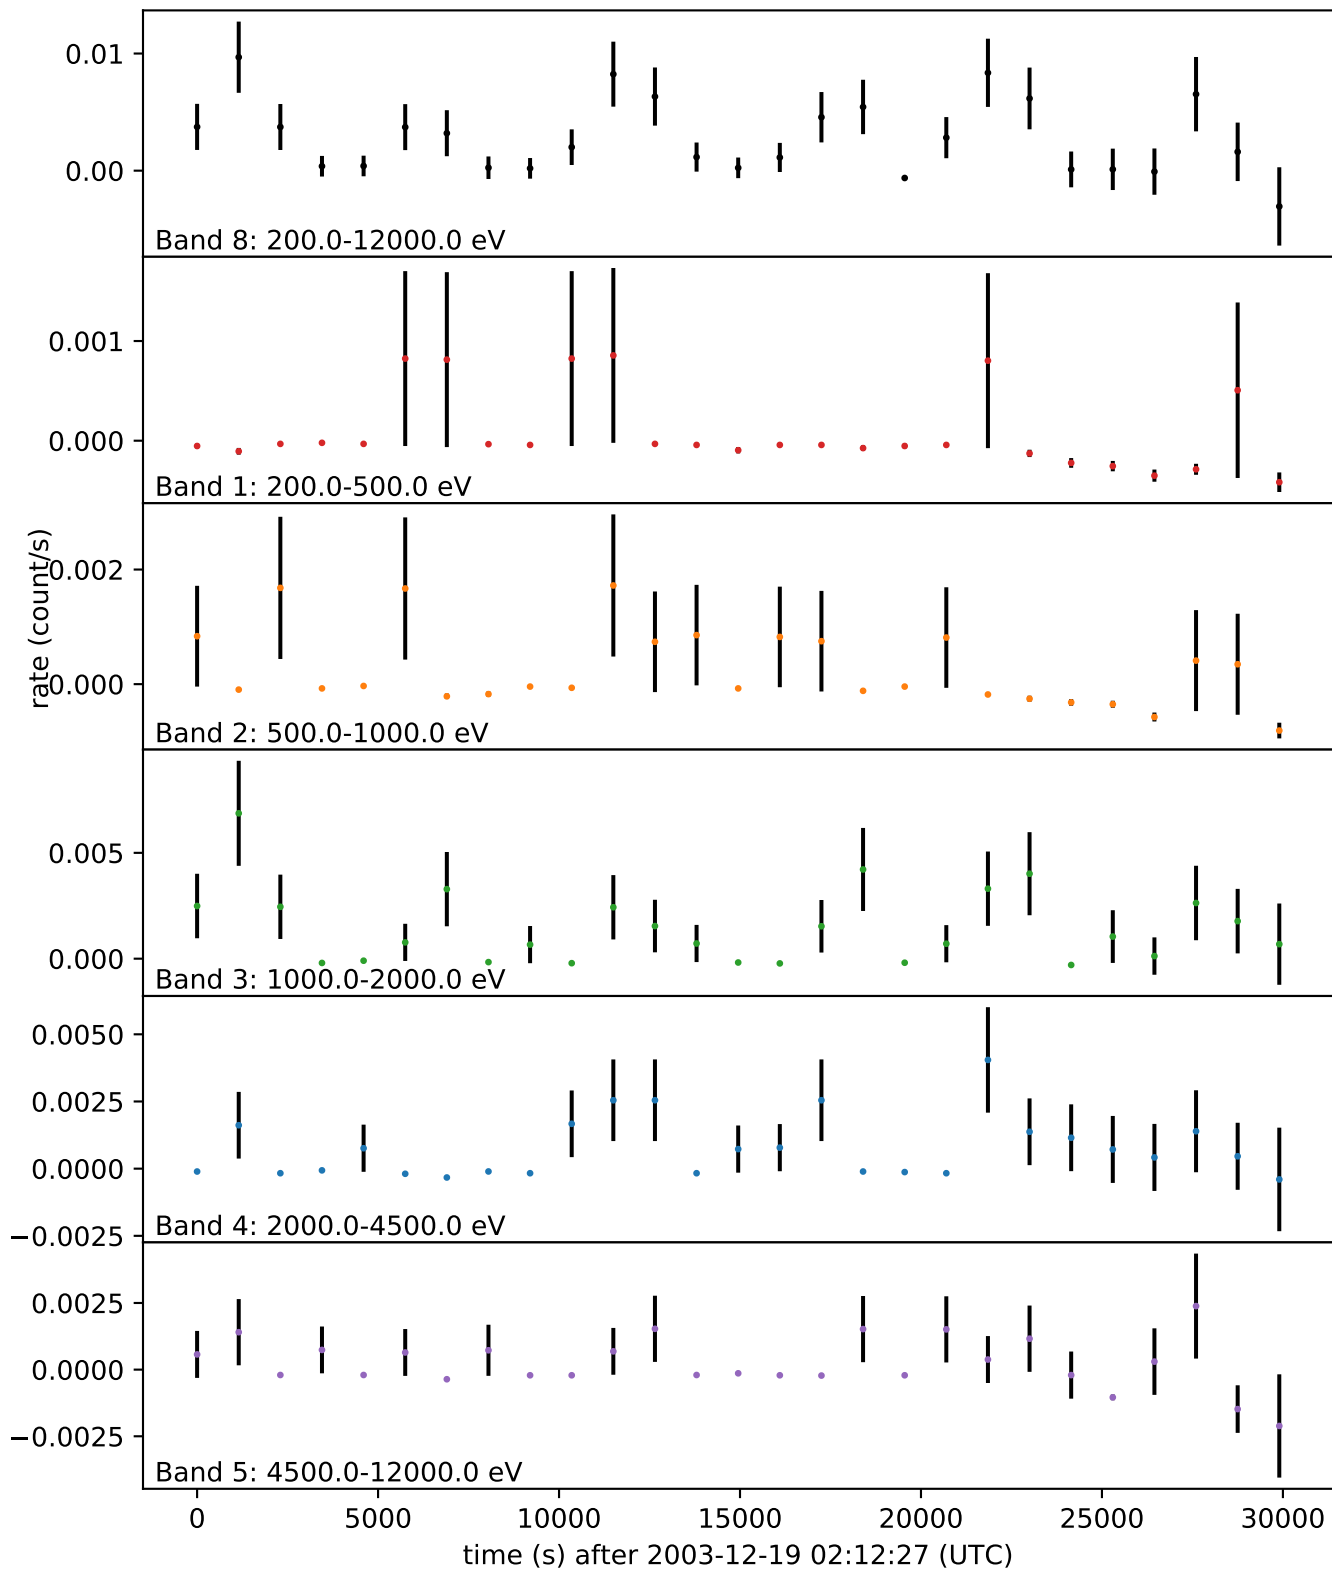 0.01
0.00
Band 8: 200.0-12000.0 eV
0.001
0.000
Band 1: 200.0-500.0 eV
rate (count/s)
0.002
0.000
Band 2: 500.0-1000.0 eV
0.005
0.000
Band 3: 1000.0-2000.0 eV
0.0050
0.0025
0.0000
−0.0025
Band 4: 2000.0-4500.0 eV
0.0025
0.0000
−0.0025
Band 5: 4500.0-12000.0 eV
0 5000 10000 15000 20000 25000 30000
time (s) after 2003-12-19 02:12:27 (UTC)